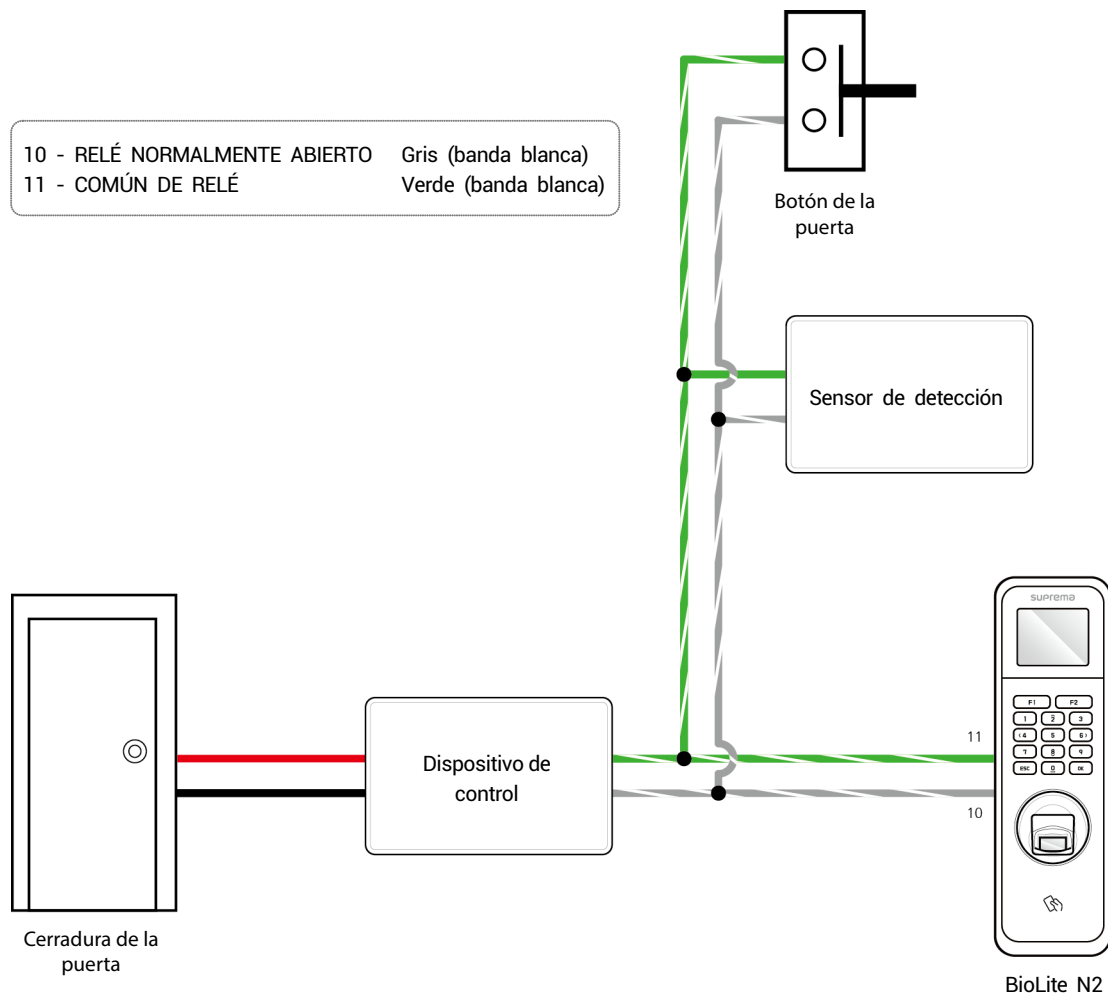 10 - RELÉ NORMALMENTE ABIERTO Gris (banda blanca)
11 - COMÚN DE RELÉ Verde (banda blanca)
Botón de la
puerta
Sensor de detección
Dispositivo de
control
Cerradura de la
puerta
11
10
suprema
F1 F2
1 2 3
4 5 6
7 8 9
ESC 0 OK
BioLite N2